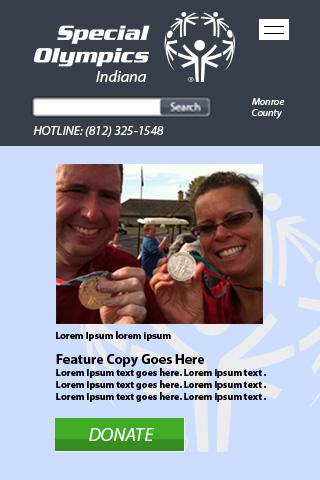 Special
Olympics
Indiana
®
Search
Monroe
County
HOTLINE: (812) 325-1548
Lorem Ipsum lorem ipsum
Feature Copy Goes Here
Lorem Ipsum text goes here. Lorem Ipsum text .
Lorem Ipsum text goes here. Lorem Ipsum text .
Lorem Ipsum text goes here. Lorem Ipsum text .
DONATE